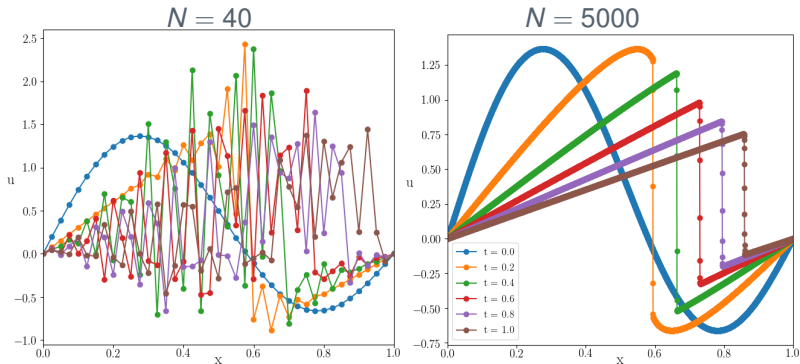 N = 40
2.5
2.0
1.5
1.0
0.5
0.0
−0.5
−1.0
u
0.0
0.2
0.4
0.6
0.8
1.0
x
N = 5000
1.25
1.00
0.75
0.50
0.25
0.00
−0.25
−0.50
−0.75
u
t = 0.0
t = 0.2
t = 0.4
t = 0.6
t = 0.8
t = 1.0
0.0
0.2
0.4
0.6
0.8
1.0
x